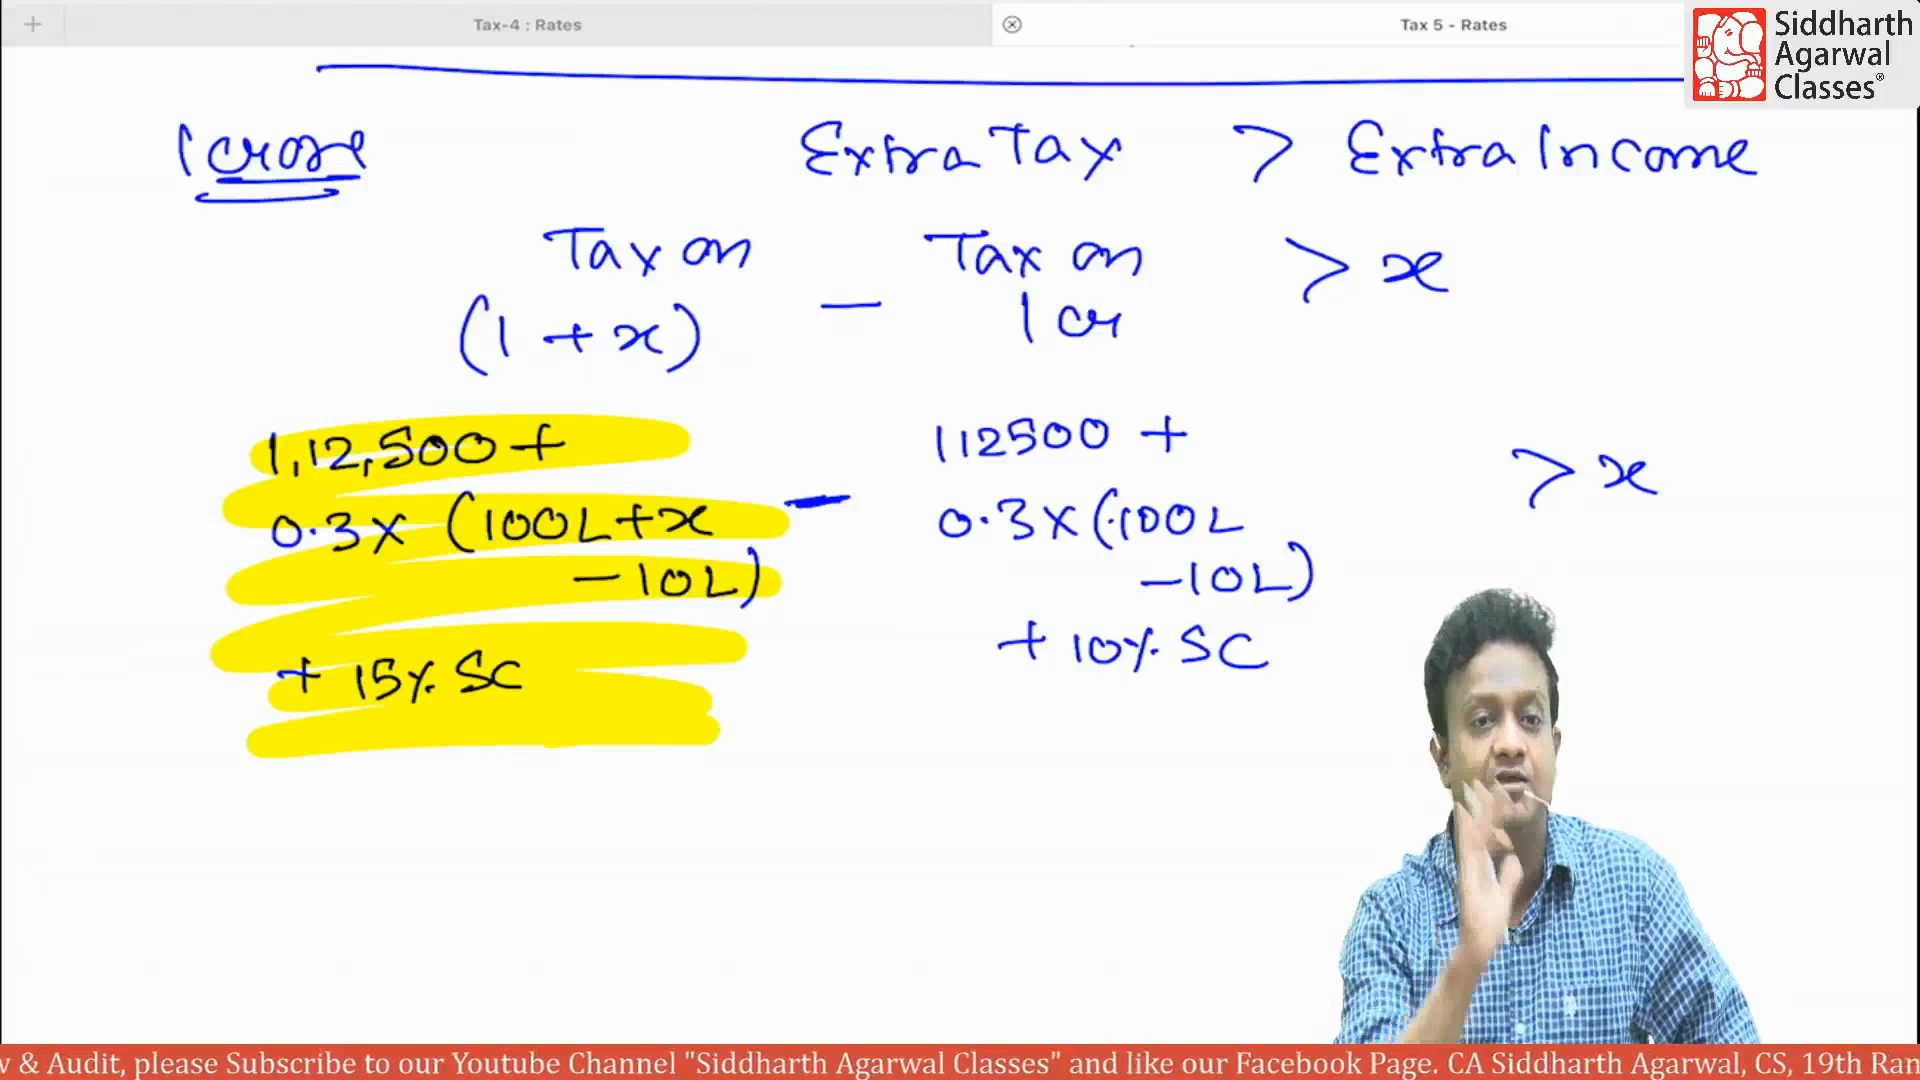 Tax-4 : Rates
Tax 5 - Rates
Siddharth
Agarwal
Classes®
1 crore
Extra Tax > Extra Income
Tax on (1 + x) − Tax on 1 cr > x
1,12,500 +
0.3 x (100L + x
− 10L)
+ 15% SC
−
112500 +
0.3 x (100L
− 10L)
+ 10% SC
> x
& Audit, please Subscribe to our Youtube Channel "Siddharth Agarwal Classes" and like our Facebook Page. CA Siddharth Agarwal, CS, 19th